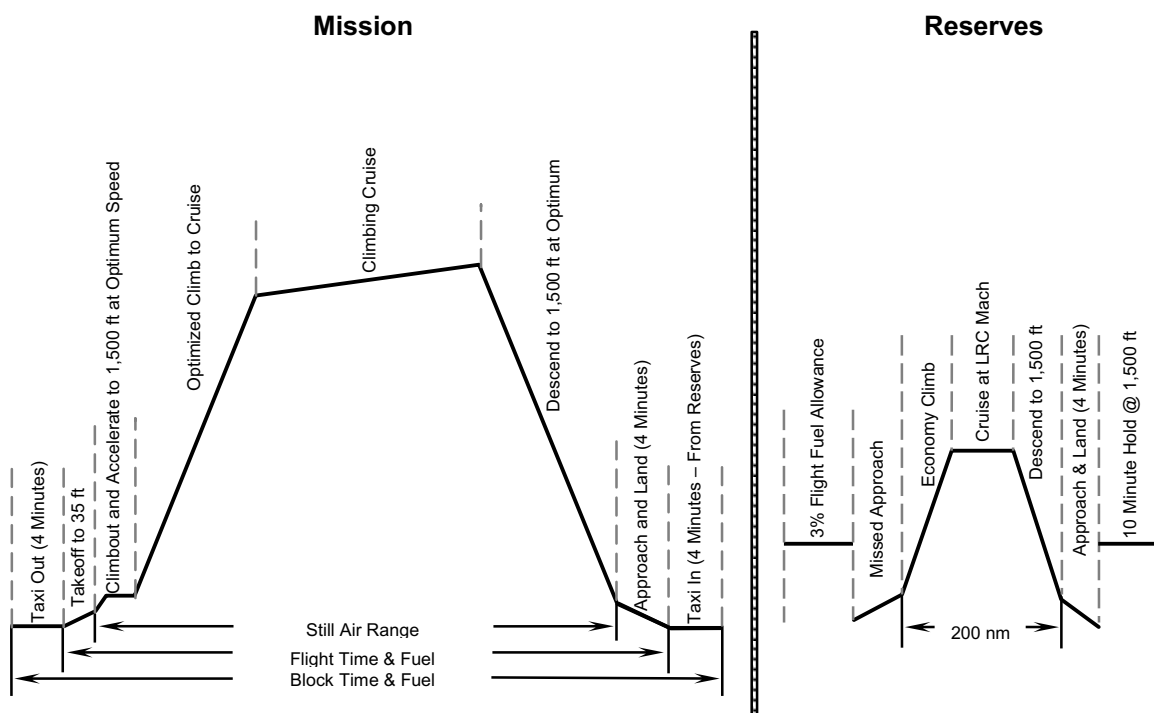 Mission
Reserves
Taxi Out (4 Minutes)
Takeoff to 35 ft
Climbout and Accelerate to 1,500 ft at Optimum Speed
Optimized Climb to Cruise
Climbing Cruise
Descend to 1,500 ft at Optimum
Approach and Land (4 Minutes)
Taxi In (4 Minutes – From Reserves)
3% Flight Fuel Allowance
Missed Approach
Economy Climb
Cruise at LRC Mach
Descend to 1,500 ft
Approach & Land (4 Minutes)
10 Minute Hold @ 1,500 ft
Still Air Range
Flight Time & Fuel
Block Time & Fuel
200 nm